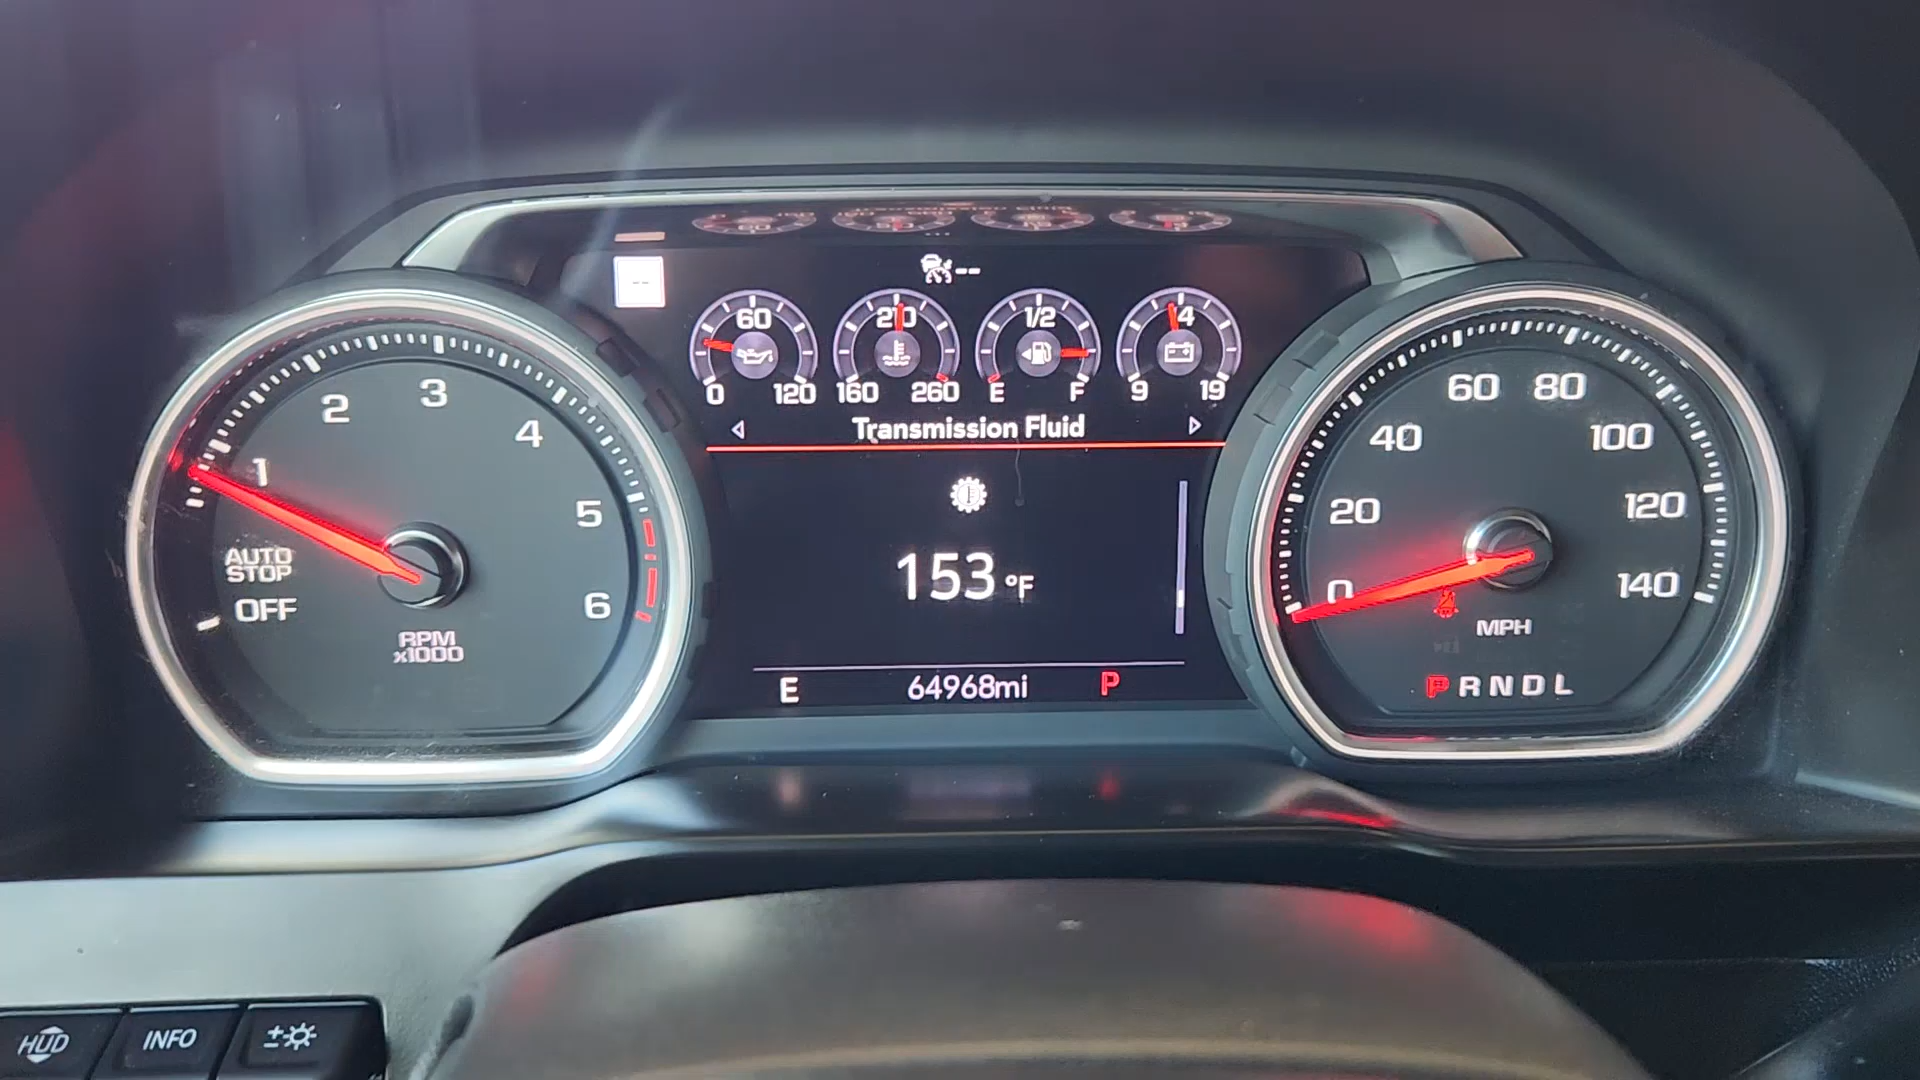 --
--
60
0 120
210
160 260
1/2
E F
14
9 19
Transmission Fluid
153 °F
E 64968mi P
1
2
3
4
5
6
AUTO
STOP
OFF
RPM
x1000
0
20
40
60
80
100
120
140
MPH
PRNDL
HUD
INFO
±